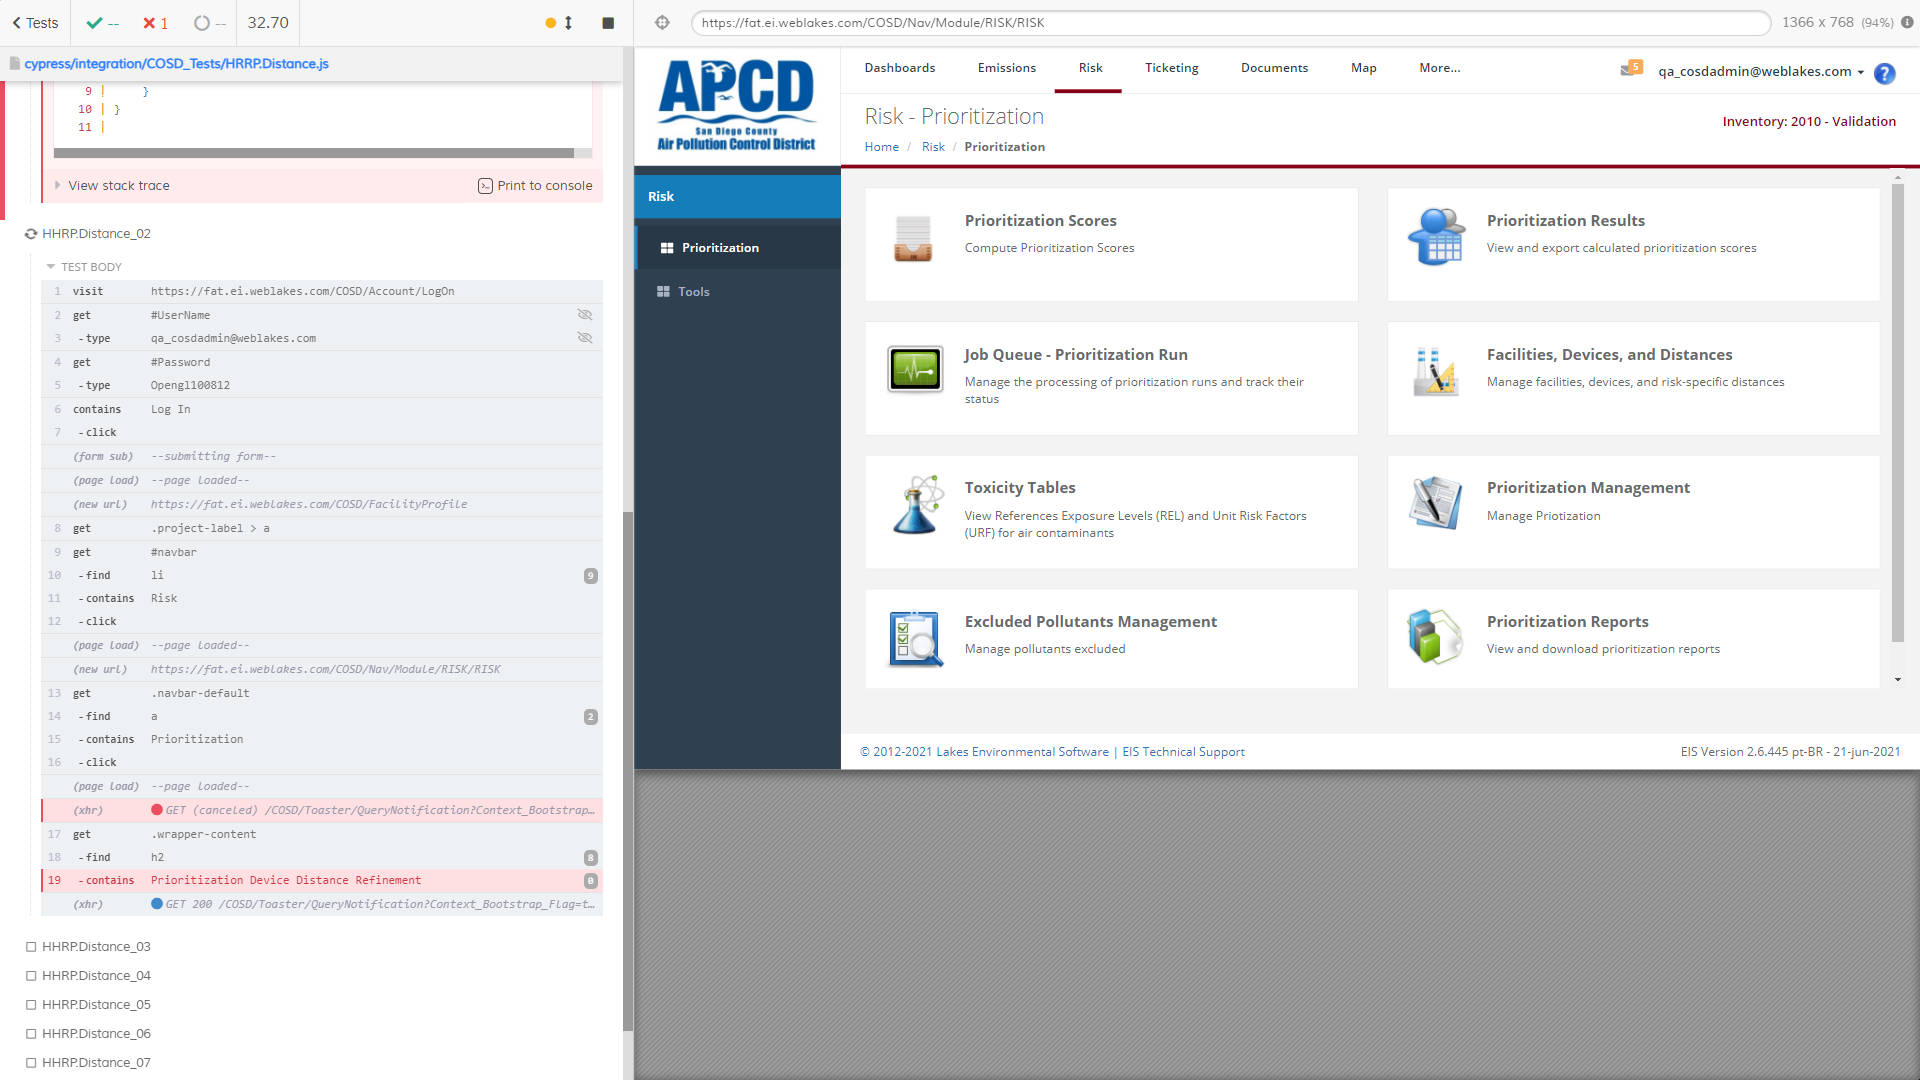 Tests
--
1
--
32.70
cypress/integration/COSD_Tests/HRRP.Distance.js
9 | }
10 | }
11 |
View stack trace
Print to console
HHRP.Distance_02
TEST BODY
1 visit https://fat.ei.weblakes.com/COSD/Account/LogOn
2 get #UserName
3 -type qa_cosdadmin@weblakes.com
4 get #Password
5 -type Opengl100812
6 contains Log In
7 -click
(form sub) --submitting form--
(page load) --page loaded--
(new url) https://fat.ei.weblakes.com/COSD/FacilityProfile
8 get .project-label > a
9 get #navbar
10 -find li 9
11 -contains Risk
12 -click
(page load) --page loaded--
(new url) https://fat.ei.weblakes.com/COSD/Nav/Module/RISK/RISK
13 get .navbar-default
14 -find a 2
15 -contains Prioritization
16 -click
(page load) --page loaded--
(xhr) GET (canceled) /COSD/Toaster/QueryNotification?Context_Bootstrap...
17 get .wrapper-content
18 -find h2 8
19 -contains Prioritization Device Distance Refinement 0
(xhr) GET 200 /COSD/Toaster/QueryNotification?Context_Bootstrap_Flag=t...
HHRP.Distance_03
HHRP.Distance_04
HHRP.Distance_05
HHRP.Distance_06
HHRP.Distance_07
https://fat.ei.weblakes.com/COSD/Nav/Module/RISK/RISK
1366 x 768 (94%)
APCD
San Diego County
Air Pollution Control District
Dashboards Emissions Risk Ticketing Documents Map More...
5
qa_cosdadmin@weblakes.com
?
Risk - Prioritization
Inventory: 2010 - Validation
Home / Risk / Prioritization
Risk
Prioritization
Tools
Prioritization Scores
Compute Prioritization Scores
Prioritization Results
View and export calculated prioritization scores
Job Queue - Prioritization Run
Manage the processing of prioritization runs and track their
status
Facilities, Devices, and Distances
Manage facilities, devices, and risk-specific distances
Toxicity Tables
View References Exposure Levels (REL) and Unit Risk Factors
(URF) for air contaminants
Prioritization Management
Manage Priotization
Excluded Pollutants Management
Manage pollutants excluded
Prioritization Reports
View and download prioritization reports
© 2012-2021 Lakes Environmental Software | EIS Technical Support
EIS Version 2.6.445 pt-BR - 21-jun-2021